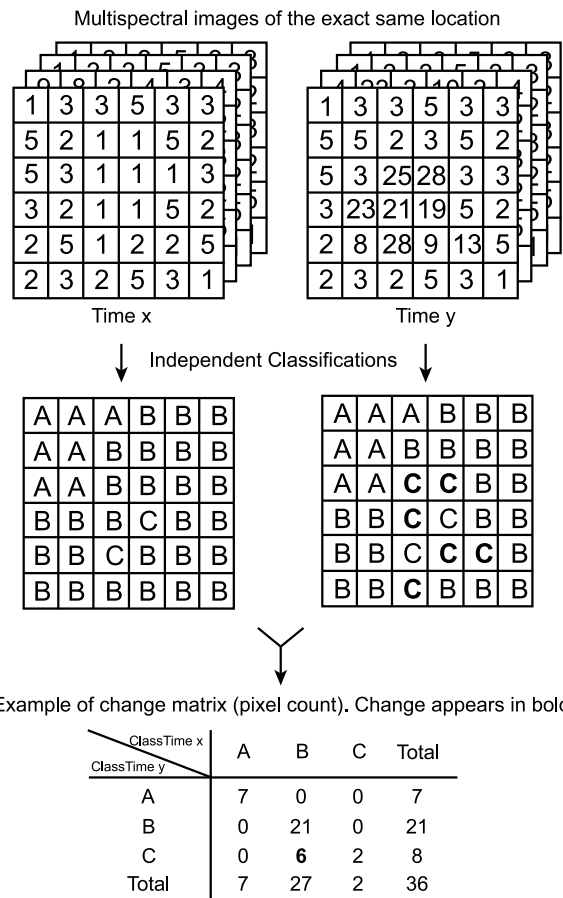 Multispectral images of the exact same location
1 3 3 5 3 3
5 2 1 1 5 2
5 3 1 1 1 3
3 2 1 1 5 2
2 5 1 2 2 5
2 3 2 5 3 1
Time x
1 3 3 5 3 3
5 5 2 3 5 2
5 3 25 28 3 3
3 23 21 19 5 2
2 8 28 9 13 5
2 3 2 5 3 1
Time y
Independent Classifications
A A A B B B
A A B B B B
A A B B B B
B B B C B B
B B C B B B
B B B B B B
A A A B B B
A A B B B B
A A C C B B
B B C C B B
B B C C C B
B B C B B B
Example of change matrix (pixel count). Change appears in bold
ClassTime x
ClassTime y
A B C Total
A 7 0 0 7
B 0 21 0 21
C 0 6 2 8
Total 7 27 2 36